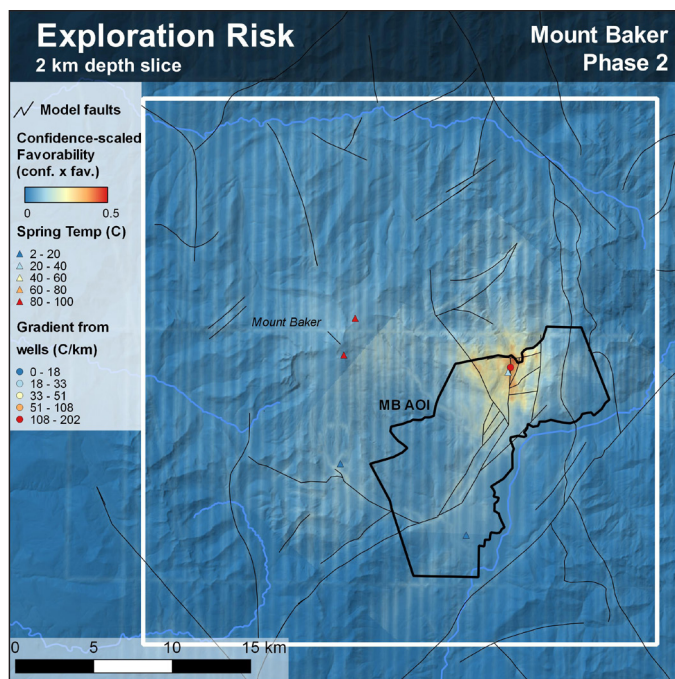 Exploration Risk
2 km depth slice
Mount Baker
Phase 2
Model faults
Confidence-scaled
Favorability
(conf. x fav.)
0 0.5
Spring Temp (C)
2 - 20
20 - 40
40 - 60
60 - 80
80 - 100
Gradient from
wells (C/km)
0 - 18
18 - 33
33 - 51
51 - 108
108 - 202
Mount Baker
MB AOI
0 5 10 15 km